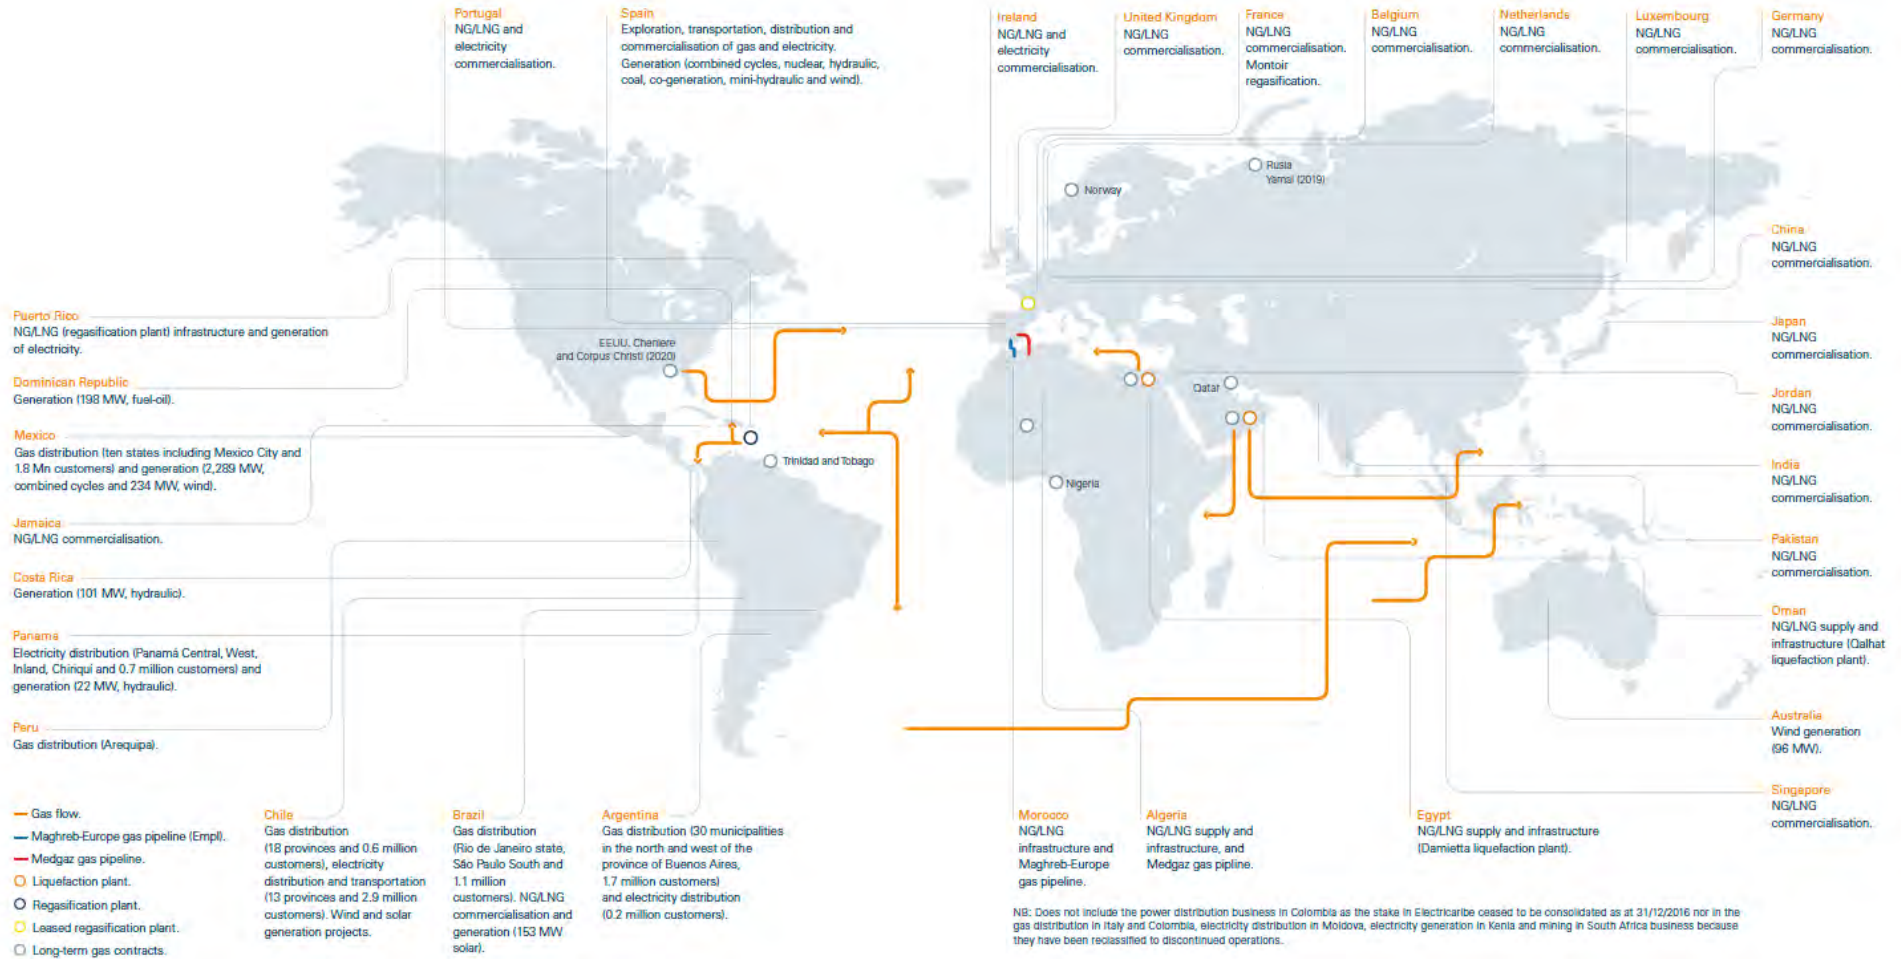 Portugal
NG/LNG and
electricity
commercialisation.
Spain
Exploration, transportation, distribution and
commercialisation of gas and electricity.
Generation (combined cycles, nuclear, hydraulic,
coal, co-generation, mini-hydraulic and wind).
Ireland
NG/LNG and
electricity
commercialisation.
United Kingdom
NG/LNG
commercialisation.
France
NG/LNG
commercialisation.
Montoir
regasification.
Belgium
NG/LNG
commercialisation.
Netherlands
NG/LNG
commercialisation.
Luxembourg
NG/LNG
commercialisation.
Germany
NG/LNG
commercialisation.
Rusia
Yamal (2019)
Norway
China
NG/LNG
commercialisation.
Puerto Rico
NG/LNG (regasification plant) infrastructure and generation
of electricity.
EEUU. Cheniere
and Corpus Christi (2020)
Japan
NG/LNG
commercialisation.
Dominican Republic
Generation (198 MW, fuel-oil).
Qatar
Jordan
NG/LNG
commercialisation.
Mexico
Gas distribution (ten states including Mexico City and
1.8 Mn customers) and generation (2,289 MW,
combined cycles and 234 MW, wind).
Trinidad and Tobago
Nigeria
India
NG/LNG
commercialisation.
Jamaica
NG/LNG commercialisation.
Pakistan
NG/LNG
commercialisation.
Costa Rica
Generation (101 MW, hydraulic).
Oman
NG/LNG supply and
infrastructure (Qalhat
liquefaction plant).
Panama
Electricity distribution (Panamá Central, West,
Inland, Chiriquí and 0.7 million customers) and
generation (22 MW, hydraulic).
Peru
Gas distribution (Arequipa).
Australia
Wind generation
(96 MW).
Singapore
NG/LNG
commercialisation.
Gas flow.
Maghreb-Europe gas pipeline (Empl).
Medgaz gas pipeline.
Liquefaction plant.
Regasification plant.
Leased regasification plant.
Long-term gas contracts.
Chile
Gas distribution
(18 provinces and 0.6 million
customers), electricity
distribution and transportation
(13 provinces and 2.9 million
customers). Wind and solar
generation projects.
Brazil
Gas distribution
(Rio de Janeiro state,
São Paulo South and
1.1 million
customers). NG/LNG
commercialisation and
generation (153 MW
solar).
Argentina
Gas distribution (30 municipalities
in the north and west of the
province of Buenos Aires,
1.7 million customers)
and electricity distribution
(0.2 million customers).
Morocco
NG/LNG
infrastructure and
Maghreb-Europe
gas pipeline.
Algeria
NG/LNG supply and
infrastructure, and
Medgaz gas pipline.
Egypt
NG/LNG supply and infrastructure
(Damietta liquefaction plant).
NB: Does not include the power distribution business in Colombia as the stake in Electricaribe ceased to be consolidated as at 31/12/2016 nor in the
gas distribution in Italy and Colombia, electricity distribution in Moldova, electricity generation in Kenia and mining in South Africa business because
they have been reclassified to discontinued operations.